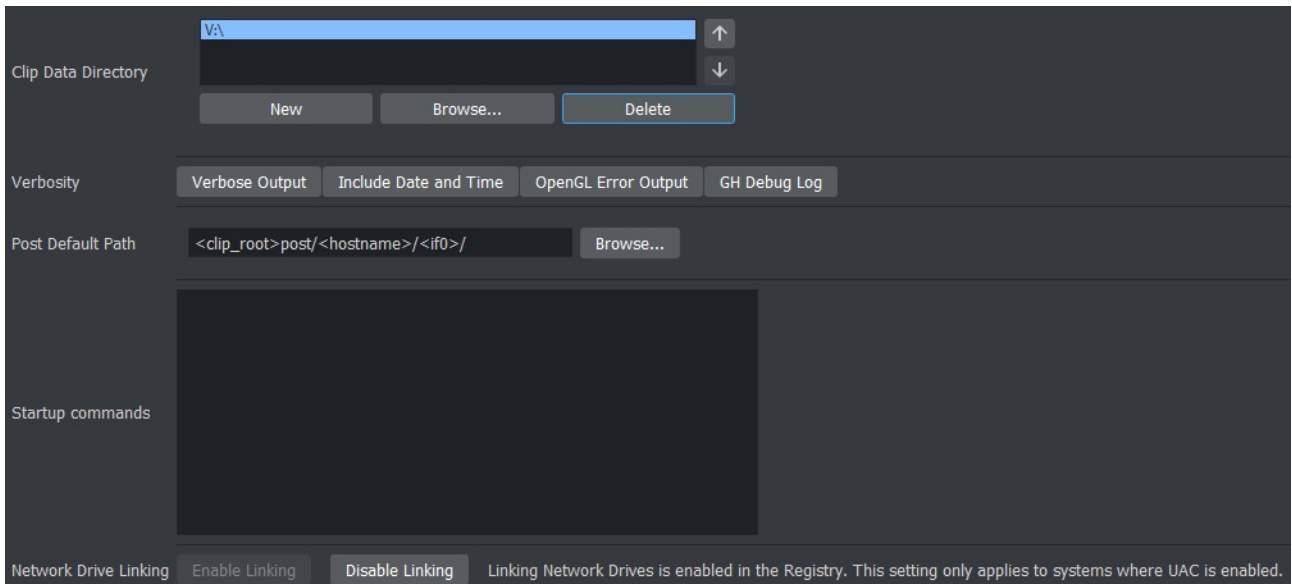 V:\
Clip Data Directory
New Browse... Delete
Verbosity Verbose Output Include Date and Time OpenGL Error Output GH Debug Log
Post Default Path <clip_root>post/<hostname>/<if0>/ Browse...
Startup commands
Network Drive Linking Enable Linking Disable Linking Linking Network Drives is enabled in the Registry. This setting only applies to systems where UAC is enabled.